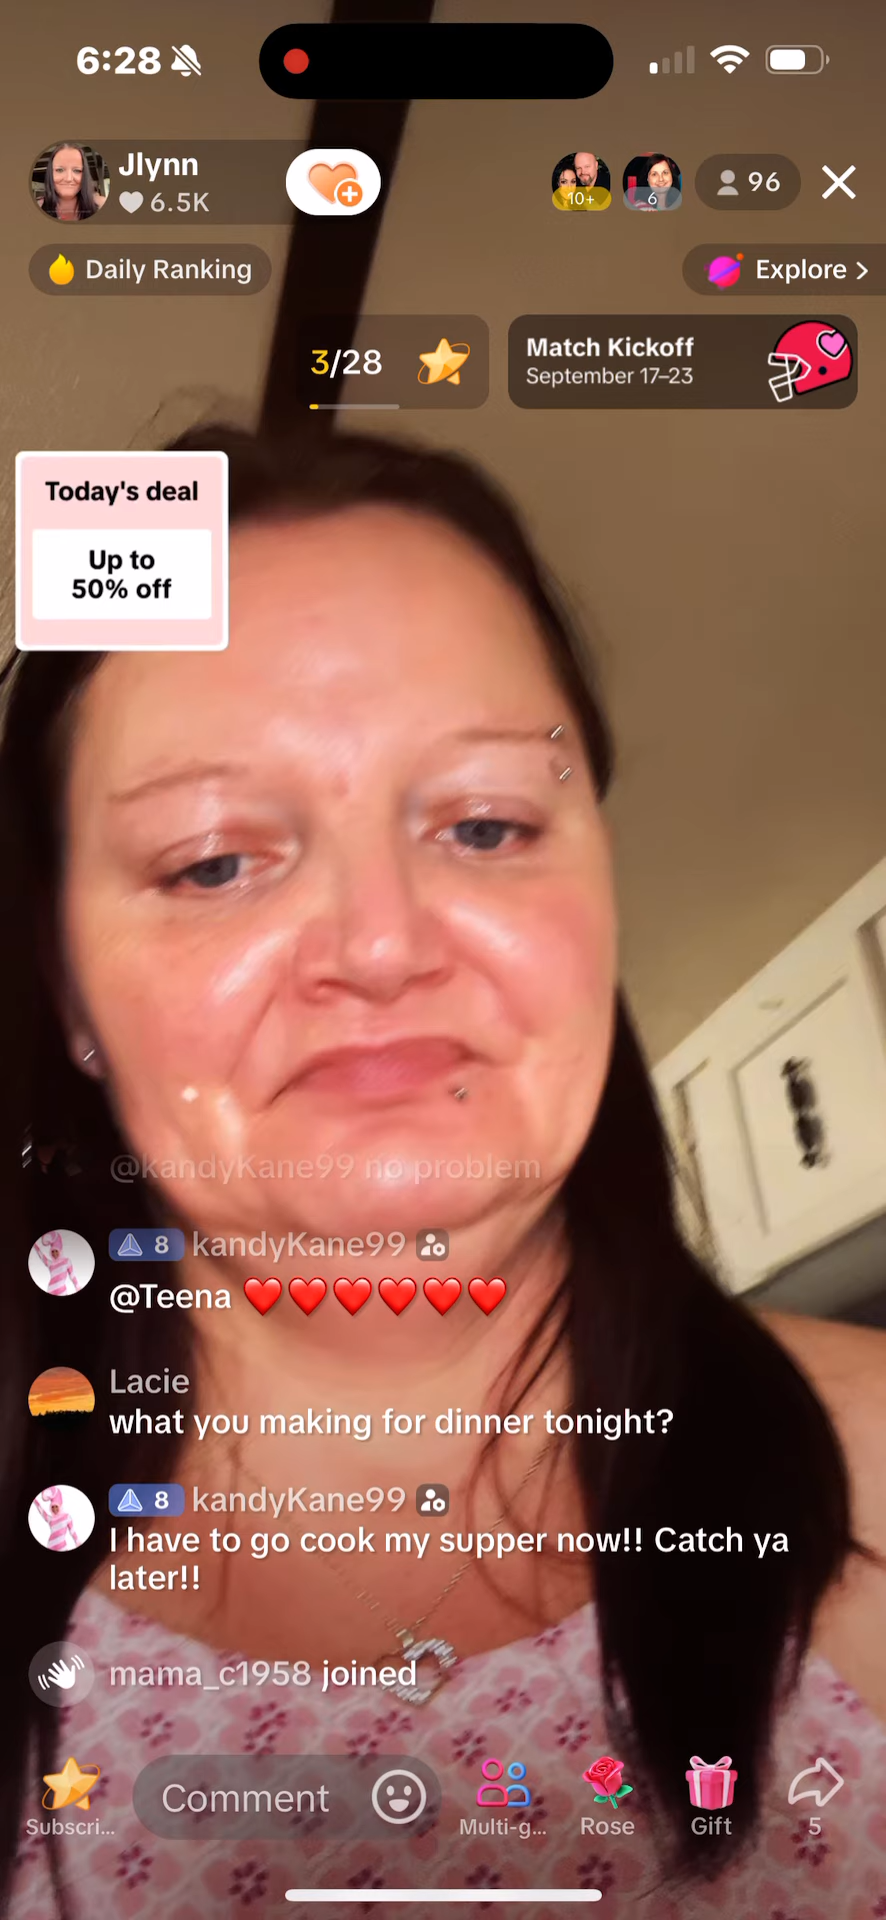 6:28
Jlynn
6.5K
10+
6
96
Daily Ranking
Explore >
3/28
Match Kickoff
September 17–23
Today's deal
Up to
50% off
@kandyKane99 no problem
8 kandyKane99
@Teena ❤️❤️❤️❤️❤️❤️
Lacie
what you making for dinner tonight?
8 kandyKane99
I have to go cook my supper now!! Catch ya
later!!
mama_c1958 joined
Comment
Subscri...
Multi-g...
Rose
Gift
5